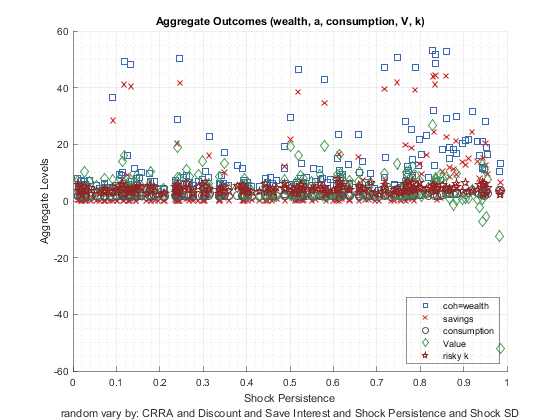 Aggregate Outcomes (wealth, a, consumption, V, k)
60
40
20
0
-20
-40
-60
Aggregate Levels
coh=wealth
savings
consumption
Value
risky k
0 0.1 0.2 0.3 0.4 0.5 0.6 0.7 0.8 0.9 1
Shock Persistence
random vary by: CRRA and Discount and Save Interest and Shock Persistence and Shock SD